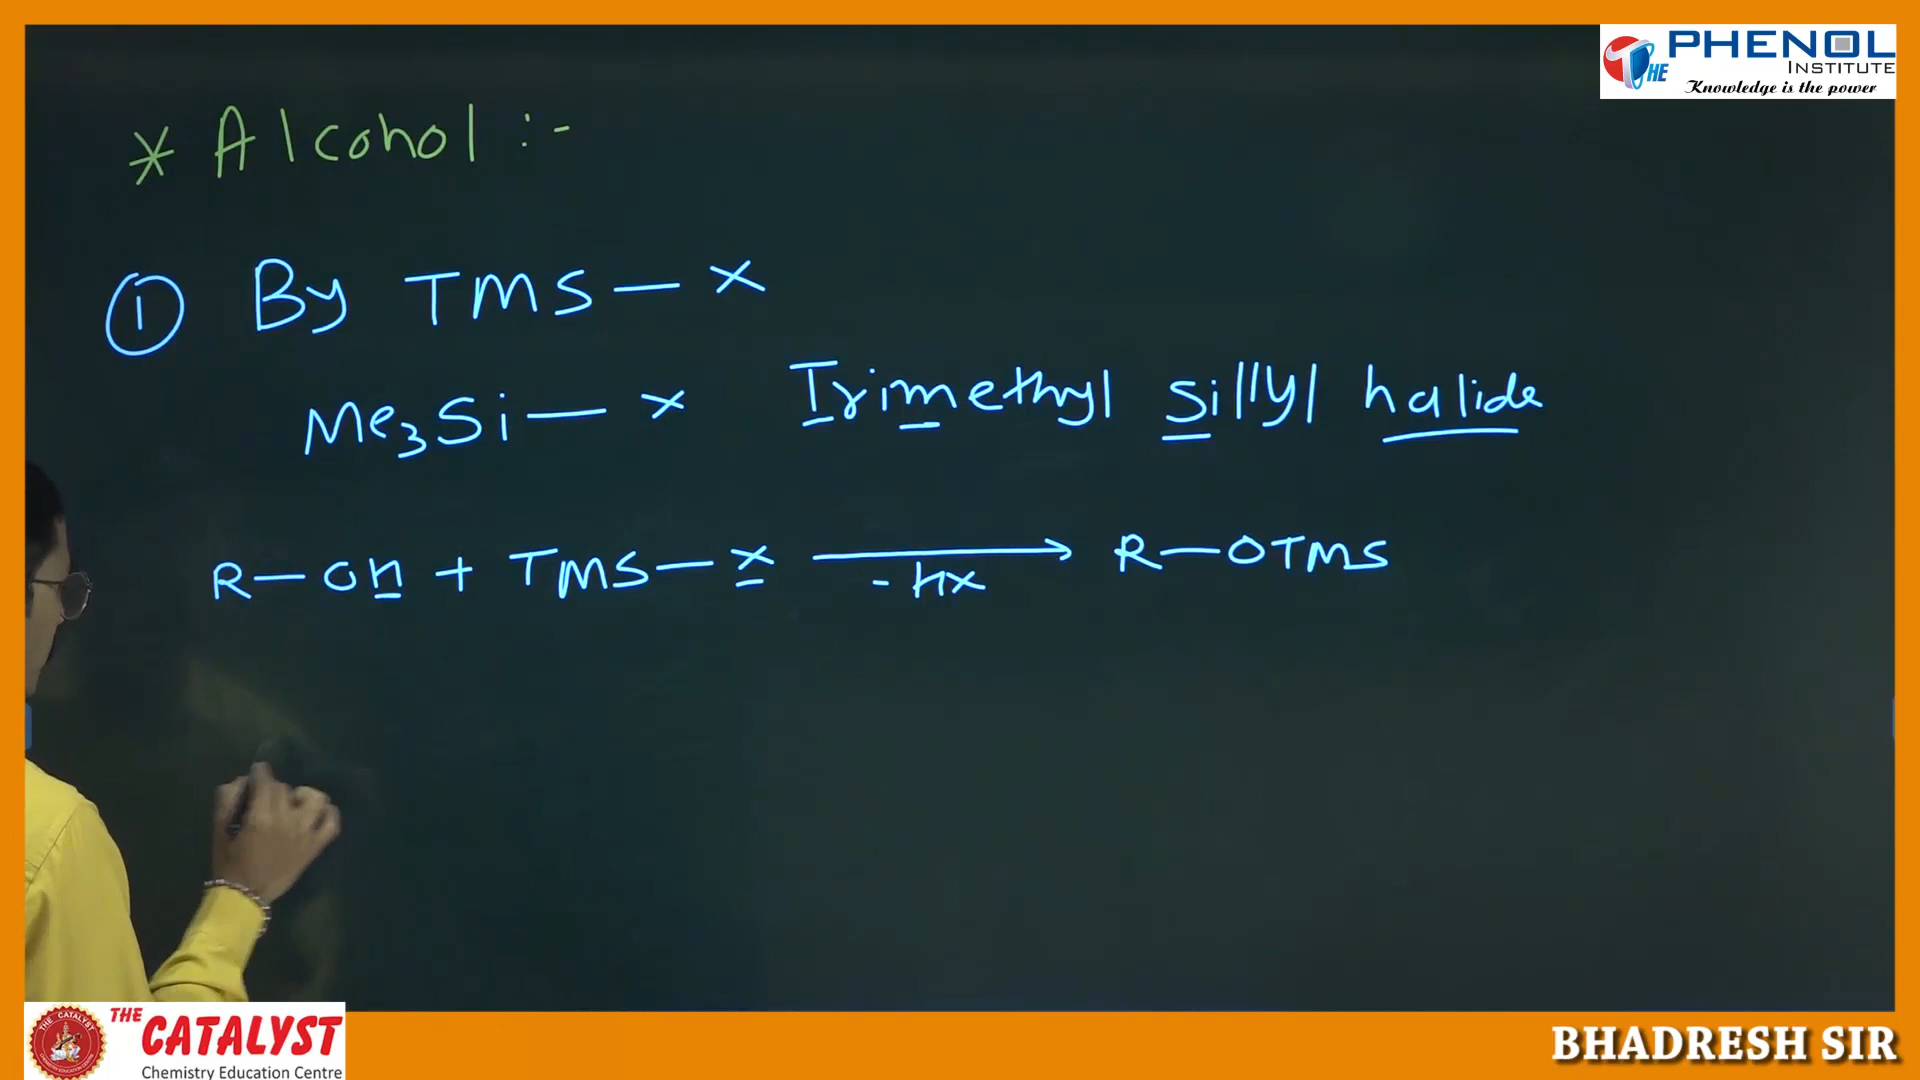 THE PHENOL
INSTITUTE
Knowledge is the power
* Alcohol :-
① By TMS — X
Me₃Si — X Trimethyl sillyl halide
R — OH + TMS — X → R — OTMS
- HX
THE CATALYST
Chemistry Education Centre
BHADRESH SIR